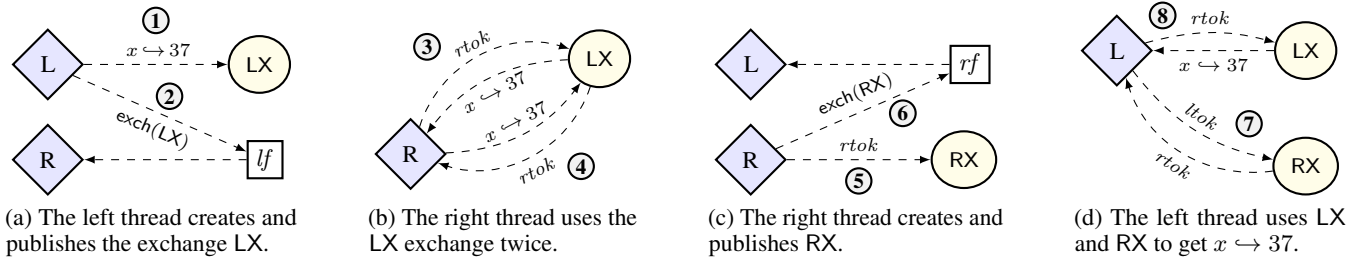 ①
L
x ↪ 37
LX
②
exch(LX)
R
lf
(a) The left thread creates and
publishes the exchange LX.
③
rtok
LX
x ↪ 37
x ↪ 37
R
rtok
④
(b) The right thread uses the
LX exchange twice.
L
rf
exch(RX)
⑥
R
rtok
RX
⑤
(c) The right thread creates and
publishes RX.
⑧
rtok
L
LX
x ↪ 37
ltok
⑦
RX
rtok
(d) The left thread uses LX
and RX to get x ↪ 37.